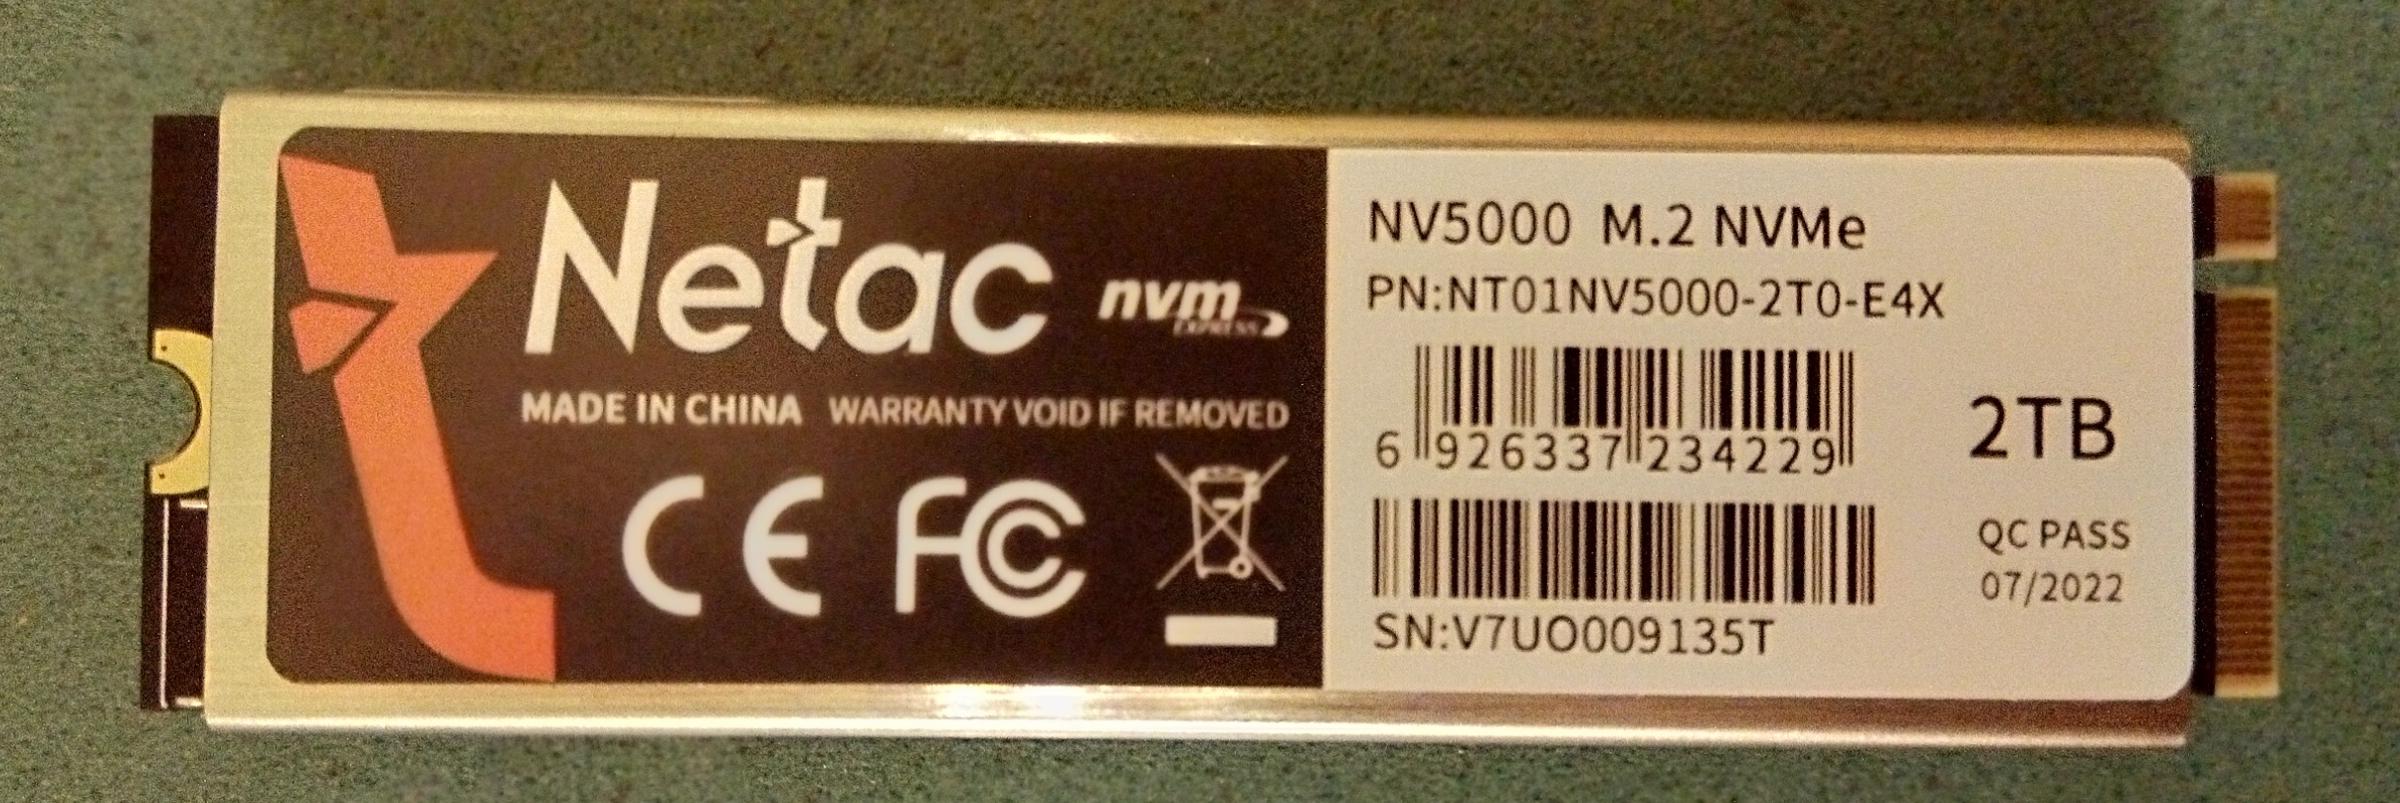 Netac
nvm
EXPRESS
MADE IN CHINA WARRANTY VOID IF REMOVED
CE FC
NV5000 M.2 NVMe
PN:NT01NV5000-2T0-E4X
6 926337 234229
2TB
QC PASS
07/2022
SN:V7UO009135T